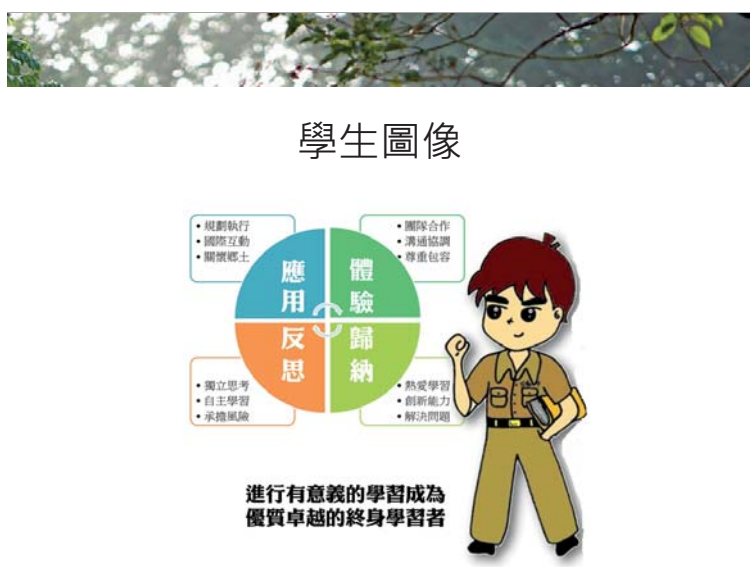 學生圖像
• 規劃執行
• 國際互動
• 關懷鄉土
• 團隊合作
• 溝通協調
• 尊重包容
應用
體驗
反思
歸納
• 獨立思考
• 自主學習
• 承擔風險
• 熱愛學習
• 創新能力
• 解決問題
進行有意義的學習成為
優質卓越的終身學習者